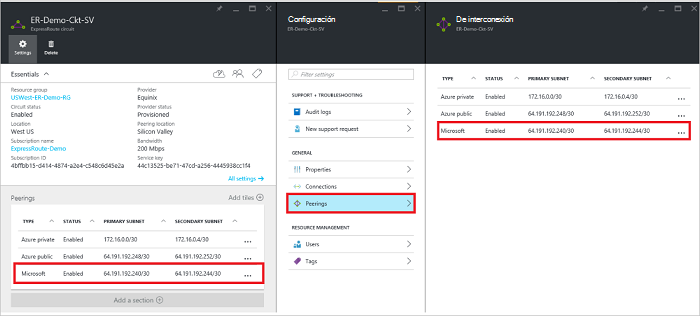 ER-Demo-Ckt-SV
ExpressRoute circuit
Settings
Delete
Essentials
Resource group
USWest-ER-Demo-RG
Circuit status
Enabled
Location
West US
Subscription name
ExpressRoute-Demo
Subscription ID
4bffbb15-d414-4874-a2e4-c548c6d45e2a
Provider
Equinix
Provider status
Provisioned
Peering location
Silicon Valley
Bandwidth
200 Mbps
Service key
44c13525-be71-47cd-a256-4445938cc1f4
All settings →
Peerings
Add tiles
TYPE STATUS PRIMARY SUBNET SECONDARY SUBNET
Azure private Enabled 172.16.0.0/30 172.16.0.4/30 ...
Azure public Enabled 64.191.192.248/30 64.191.192.252/30 ...
Microsoft Enabled 64.191.192.240/30 64.191.192.244/30 ...
Add a section
Configuración
ER-Demo-Ckt-SV
Filter settings
SUPPORT + TROUBLESHOOTING
Audit logs
New support request
GENERAL
Properties
Connections
Peerings
RESOURCE MANAGEMENT
Users
Tags
De interconexión
ER-Demo-Ckt-SV
TYPE STATUS PRIMARY SUBNET SECONDARY SUBNET
Azure private Enabled 172.16.0.0/30 172.16.0.4/30 ...
Azure public Enabled 64.191.192.248/30 64.191.192.252/30 ...
Microsoft Enabled 64.191.192.240/30 64.191.192.244/30 ...